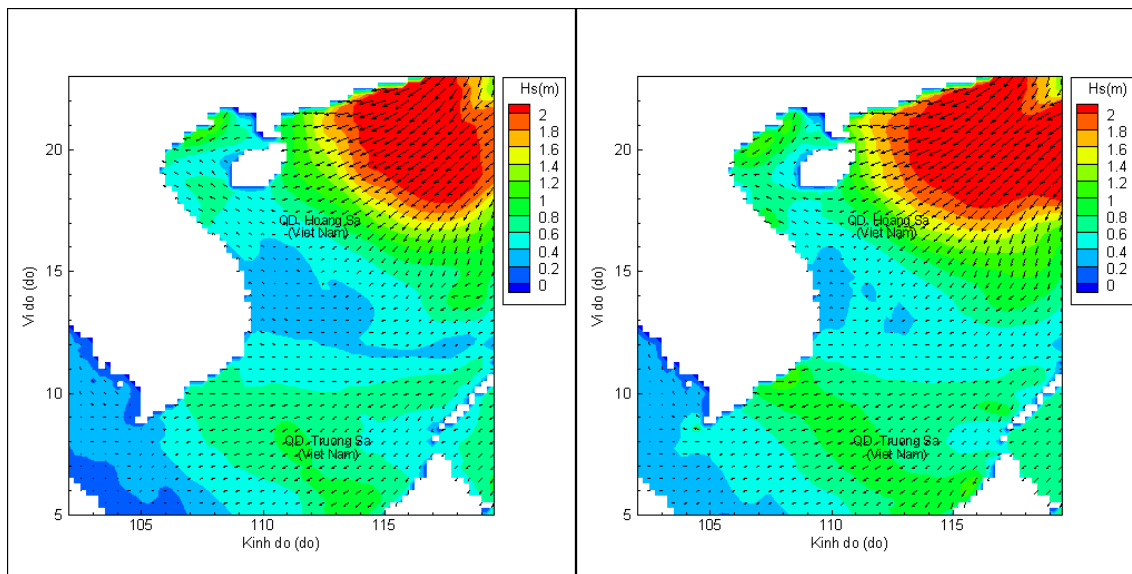 Hs(m)
2
1.8
1.6
1.4
1.2
1
0.8
0.6
0.4
0.2
0
20
15
10
5
Vi do (do)
QD. Hoang Sa
(Viet Nam)
QD. Truong Sa
(Viet Nam)
105
110
115
Kinh do (do)
Hs(m)
2
1.8
1.6
1.4
1.2
1
0.8
0.6
0.4
0.2
0
20
15
10
5
Vi do (do)
QD. Hoang Sa
(Viet Nam)
QD. Truong Sa
(Viet Nam)
105
110
115
Kinh do (do)